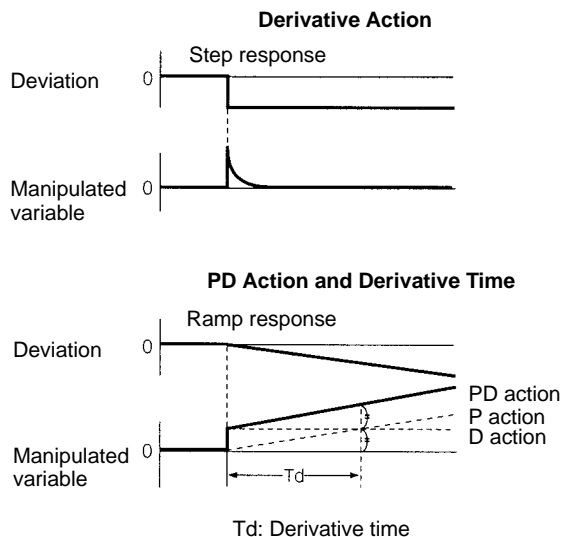 Derivative Action
Step response
Deviation
0
Manipulated
variable
0
PD Action and Derivative Time
Ramp response
Deviation
0
PD action
P action
D action
Manipulated
variable
0
Td
Td: Derivative time